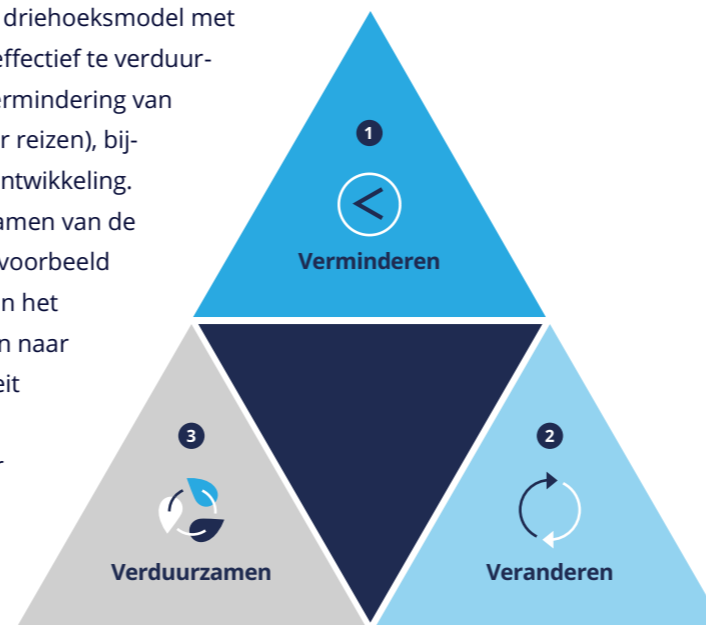 driehoeksmodel met
effectief te verduur-
ermindering van
r reizen), bij-
ntwikkeling.
amen van de
voorbeeld
n het
n naar
eit
r
1
<
Verminderen
3
Verduurzamen
2
Veranderen